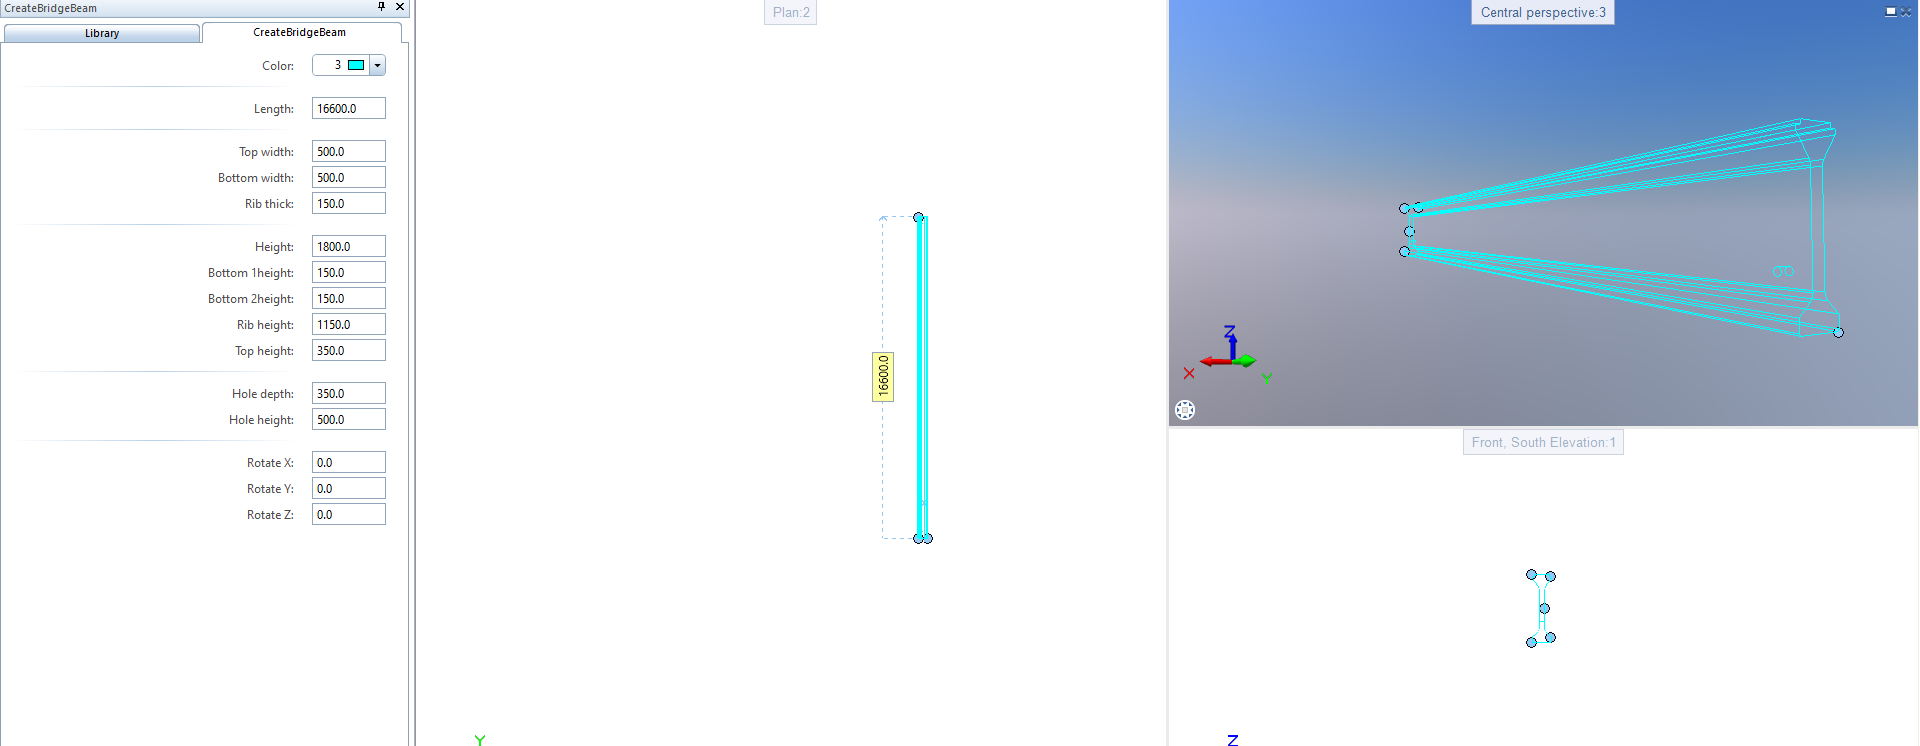 CreateBridgeBeam
Library
CreateBridgeBeam
Color: 3
Length: 16600.0
Top width: 500.0
Bottom width: 500.0
Rib thick: 150.0
Height: 1800.0
Bottom 1height: 150.0
Bottom 2height: 150.0
Rib height: 1150.0
Top height: 350.0
Hole depth: 350.0
Hole height: 500.0
Rotate X: 0.0
Rotate Y: 0.0
Rotate Z: 0.0
Plan:2
16600.0
Y
Central perspective:3
Z
X
Y
Front, South Elevation:1
Z